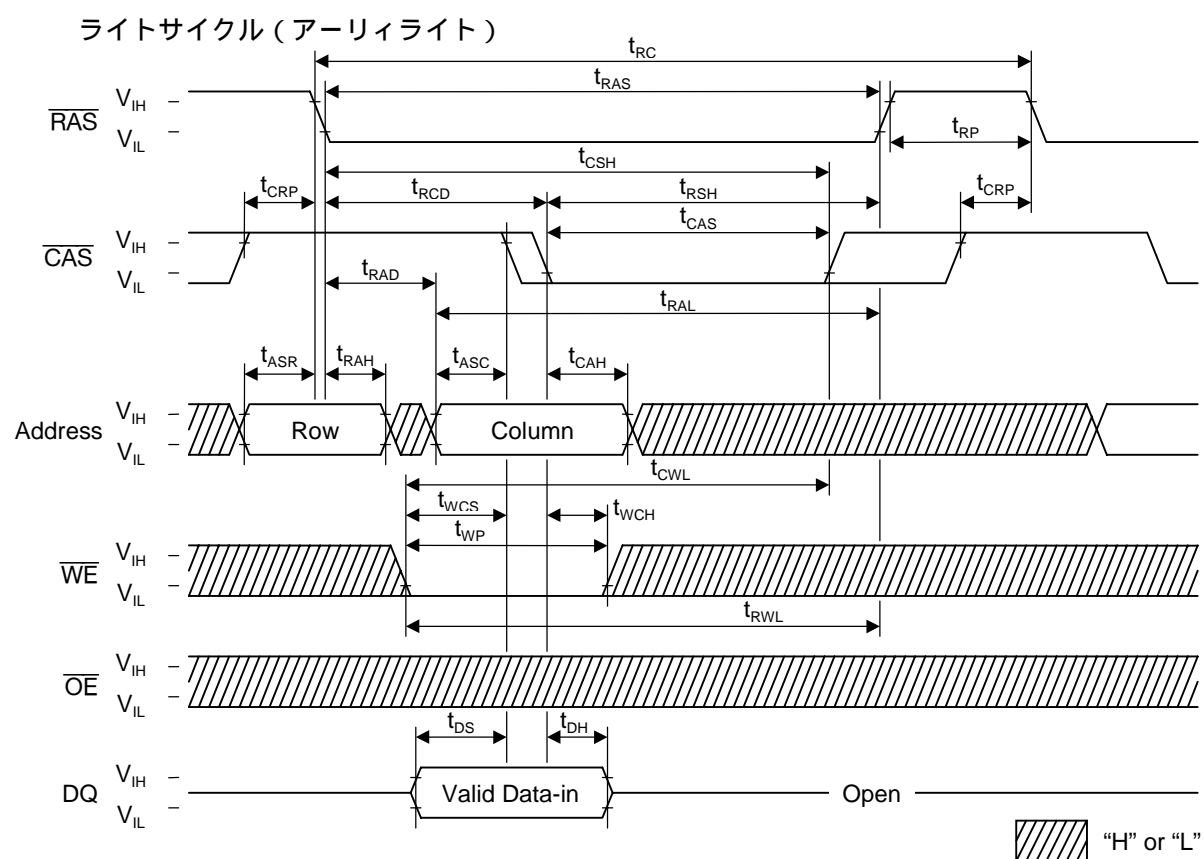 ライトサイクル（アーリィライト）
tRC
tRAS
VIH
RAS
VIL
tRP
tCSH
tCRP
tRCD
tRSH
tCRP
tCAS
VIH
CAS
VIL
tRAD
tRAL
tASR
tRAH
tASC
tCAH
VIH
Address
Row
Column
VIL
tCWL
tWCS
tWCH
tWP
VIH
WE
VIL
tRWL
VIH
OE
VIL
tDS
tDH
VIH
DQ
Valid Data-in
Open
VIL
“H” or “L”